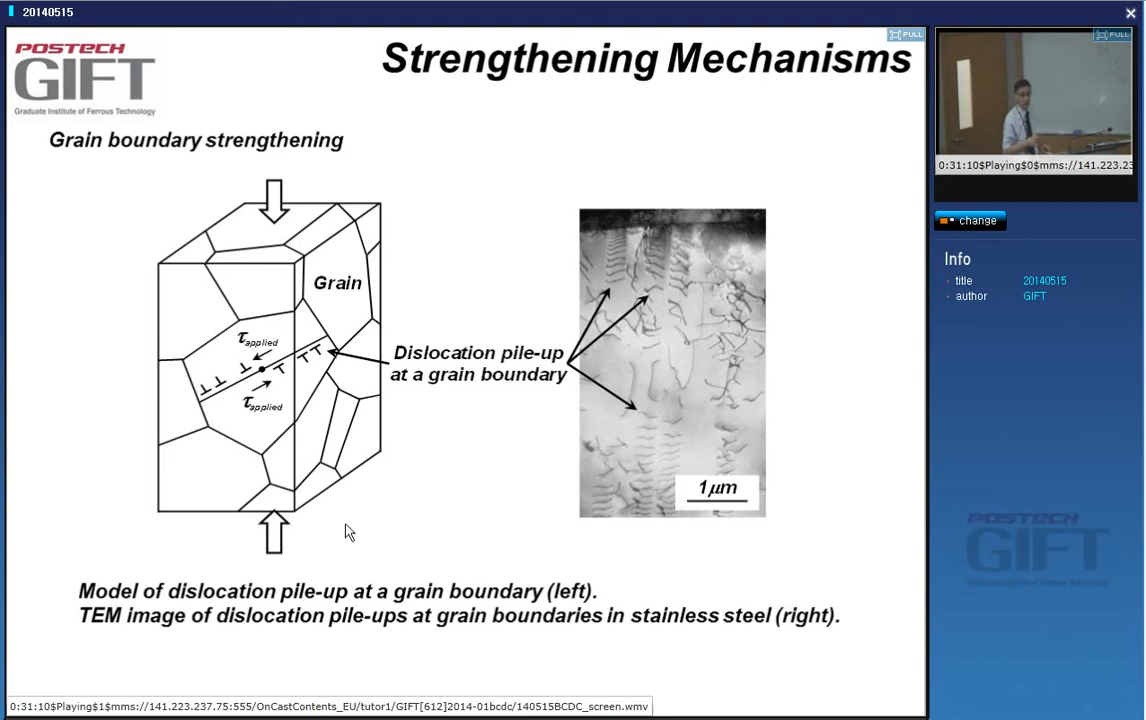 20140515
POSTECH
GIFT
Graduate Institute of Ferrous Technology
FULL
Strengthening Mechanisms
Grain boundary strengthening
Grain
τapplied
τapplied
Dislocation pile-up
at a grain boundary
1μm
Model of dislocation pile-up at a grain boundary (left).
TEM image of dislocation pile-ups at grain boundaries in stainless steel (right).
0:31:10$Playing$1$mms://141.223.237.75:555/OnCastContents_EU/tutor1/GIFT[612]2014-01bcdc/140515BCDC_screen.wmv
FULL
0:31:10$Playing$0$mms://141.223.23
change
Info
title 20140515
author GIFT
POSTECH
GIFT